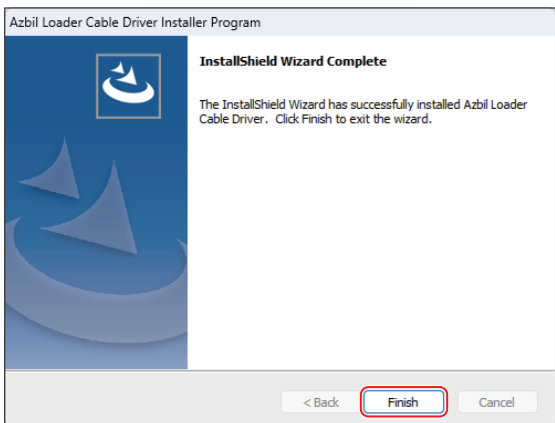 Azbil Loader Cable Driver Installer Program
InstallShield Wizard Complete
The InstallShield Wizard has successfully installed Azbil Loader
Cable Driver. Click Finish to exit the wizard.
< Back Finish Cancel